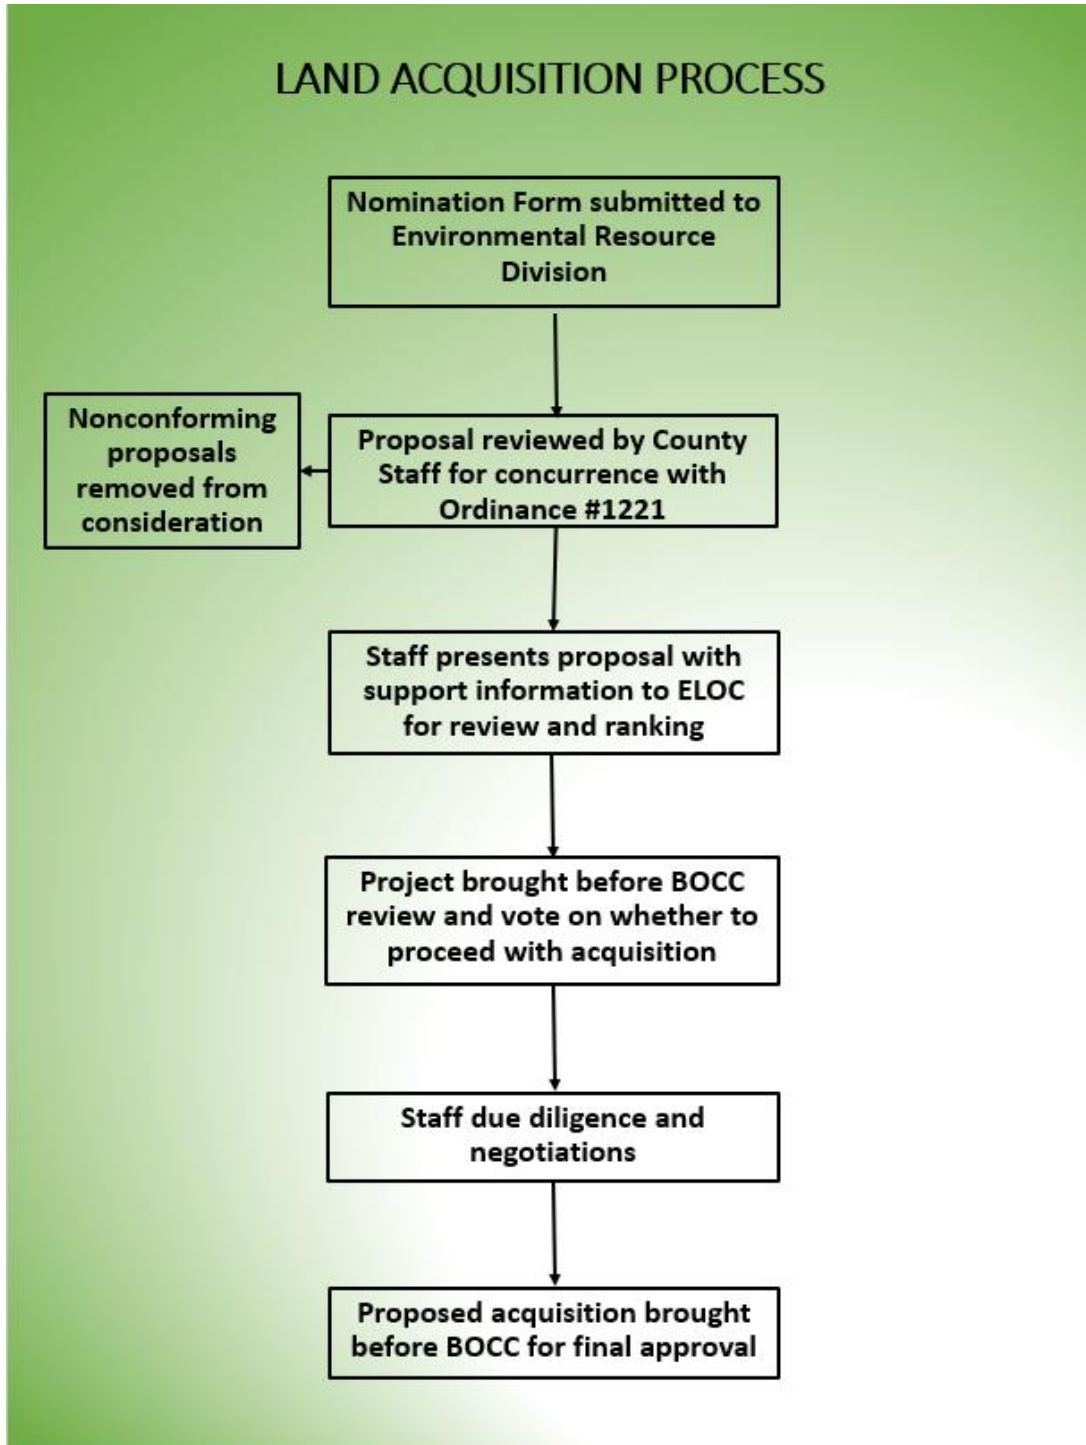 LAND ACQUISITION PROCESS
Nomination Form submitted to
Environmental Resource
Division
Nonconforming
proposals
removed from
consideration
Proposal reviewed by County
Staff for concurrence with
Ordinance #1221
Staff presents proposal with
support information to ELOC
for review and ranking
Project brought before BOCC
review and vote on whether to
proceed with acquisition
Staff due diligence and
negotiations
Proposed acquisition brought
before BOCC for final approval